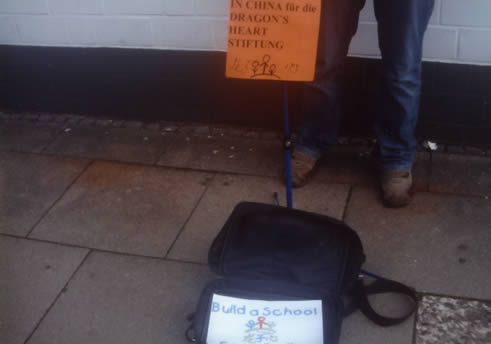 IN CHINA für die
DRAGON'S
HEART
STIFTUNG
Build a School